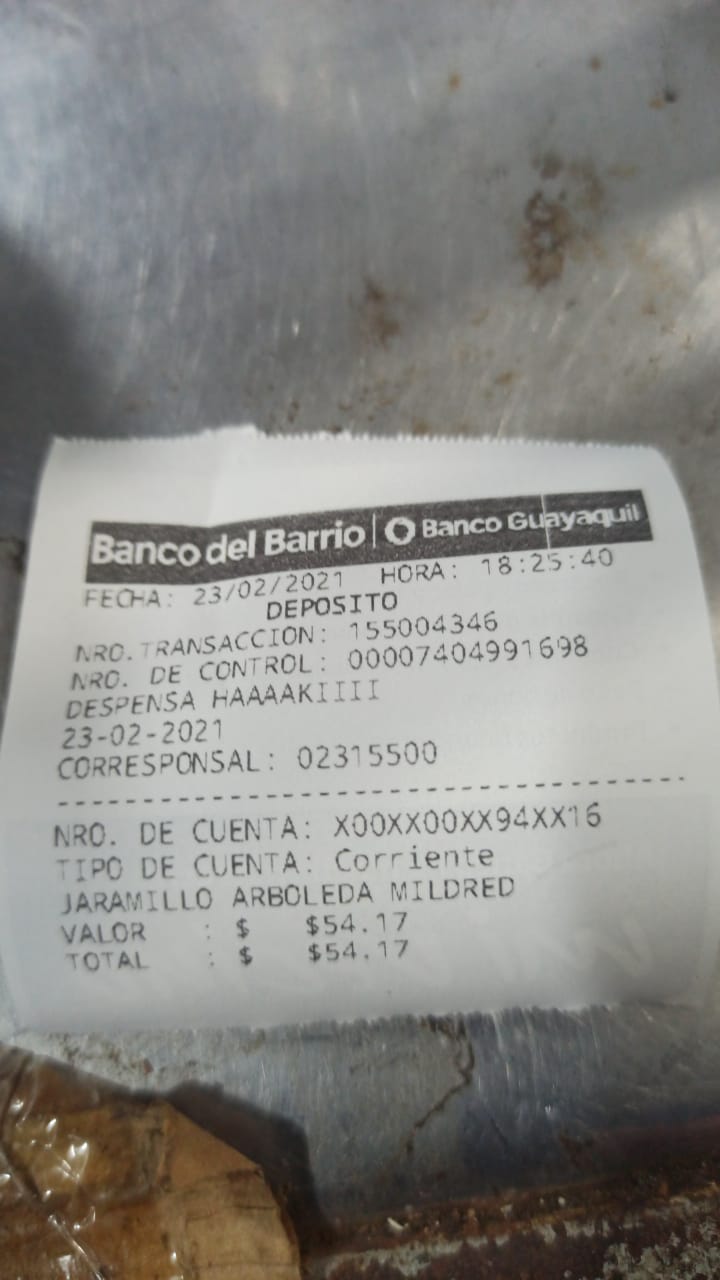 Banco del Barrio | Banco Guayaquil
FECHA: 23/02/2021 HORA: 18:25:40
DEPOSITO
NRO.TRANSACCION: 155004346
NRO. DE CONTROL: 00007404991698
DESPENSA HAAAAKIIII
23-02-2021
CORRESPONSAL: 02315500
NRO. DE CUENTA: X00XX00XX94XX16
TIPO DE CUENTA: Corriente
JARAMILLO ARBOLEDA MILDRED
VALOR : $ $54.17
TOTAL : $ $54.17